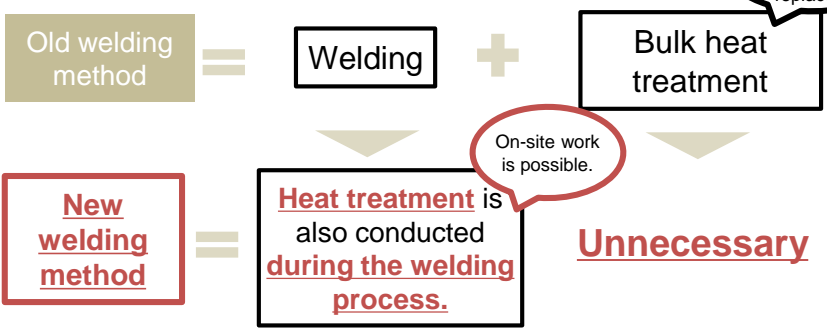 Old welding
method
Welding
Bulk heat
treatment
On-site work
is possible.
New
welding
method
Heat treatment is
also conducted
during the welding
process.
Unnecessary